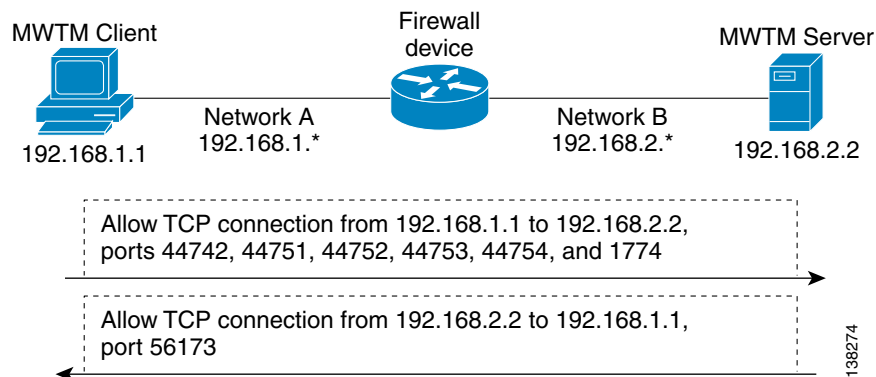 MWTM Client
Firewall
device
MWTM Server
Network A
192.168.1.*
Network B
192.168.2.*
192.168.1.1
192.168.2.2
Allow TCP connection from 192.168.1.1 to 192.168.2.2,
ports 44742, 44751, 44752, 44753, 44754, and 1774
Allow TCP connection from 192.168.2.2 to 192.168.1.1,
port 56173
138274